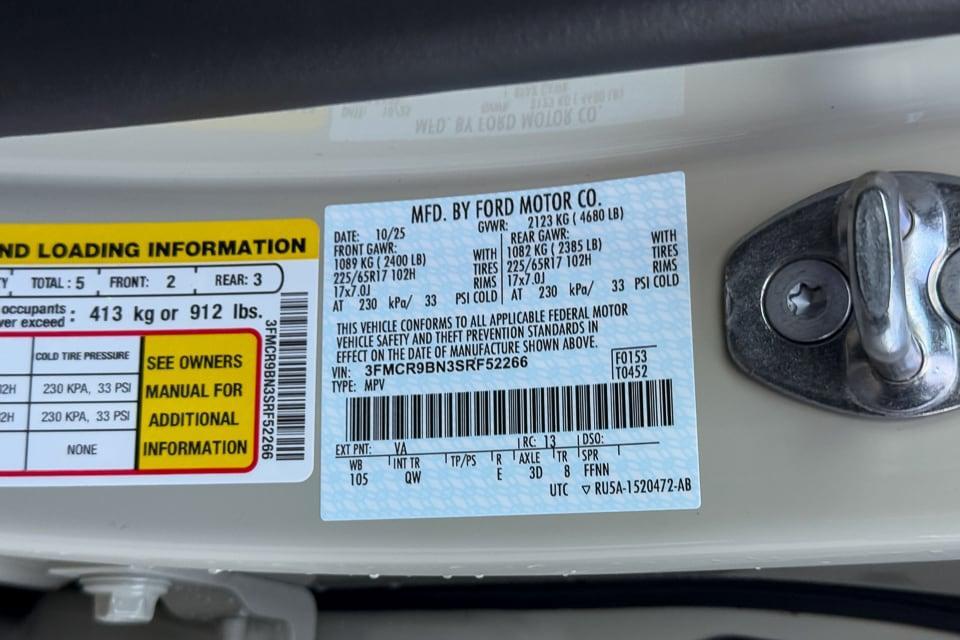 ND LOADING INFORMATION
TY TOTAL : 5 FRONT: 2 REAR: 3
occupants
ver exceed : 413 kg or 912 lbs.
COLD TIRE PRESSURE
02H 230 KPA, 33 PSI
02H 230 KPA, 33 PSI
NONE
SEE OWNERS
MANUAL FOR
ADDITIONAL
INFORMATION
3FMCR9BN3SRF52266
MFD. BY FORD MOTOR CO.
DATE: 10/25 GVWR: 2123 KG ( 4680 LB)
FRONT GAWR:
1089 KG ( 2400 LB) WITH
225/65R17 102H TIRES
17x7.0J RIMS
AT 230 kPa/ 33 PSI COLD
REAR GAWR:
1082 KG ( 2385 LB) WITH
225/65R17 102H TIRES
17x7.0J RIMS
AT 230 kPa/ 33 PSI COLD
THIS VEHICLE CONFORMS TO ALL APPLICABLE FEDERAL MOTOR
VEHICLE SAFETY AND THEFT PREVENTION STANDARDS IN
EFFECT ON THE DATE OF MANUFACTURE SHOWN ABOVE.
VIN: 3FMCR9BN3SRF52266
TYPE: MPV
F0153
T0452
EXT PNT: VA RC: 13 DSO:
WB INT TR TP/PS R AXLE TR SPR
105 QW E 3D 8 FFNN
UTC ▽ RU5A-1520472-AB